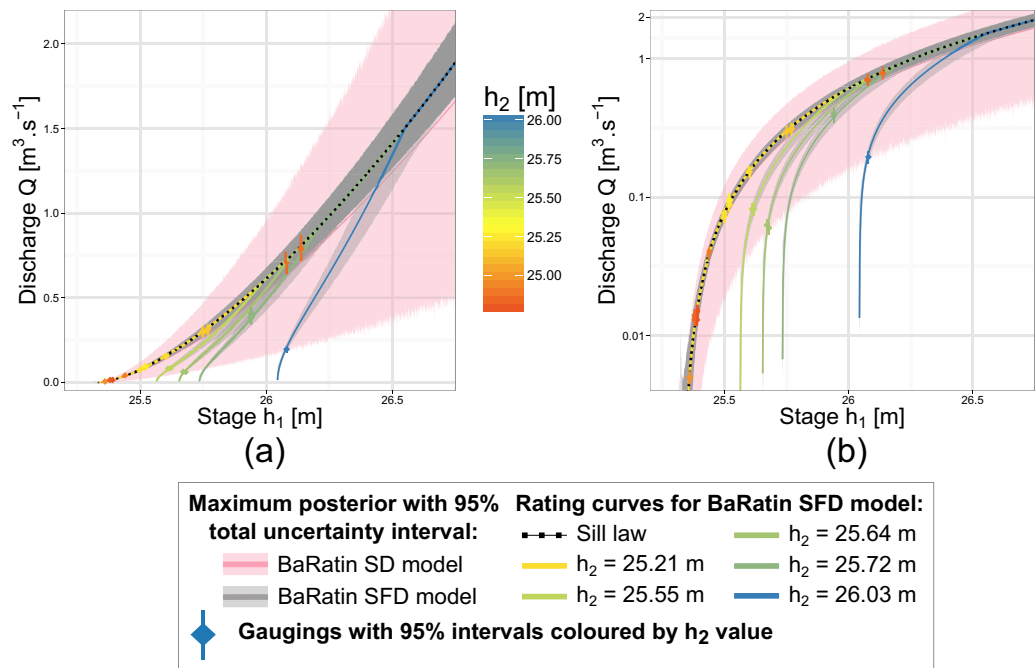 2.0
1.5
1.0
0.5
0.0
Discharge Q [m³.s⁻¹]
25.5
26
26.5
Stage h₁ [m]
(a)
h₂ [m]
26.00
25.75
25.50
25.25
25.00
2
1
0.1
0.01
Discharge Q [m³.s⁻¹]
25.5
26
26.5
Stage h₁ [m]
(b)
Maximum posterior with 95%
total uncertainty interval:
BaRatin SD model
BaRatin SFD model
Rating curves for BaRatin SFD model:
Sill law
h₂ = 25.21 m
h₂ = 25.55 m
h₂ = 25.64 m
h₂ = 25.72 m
h₂ = 26.03 m
Gaugings with 95% intervals coloured by h₂ value